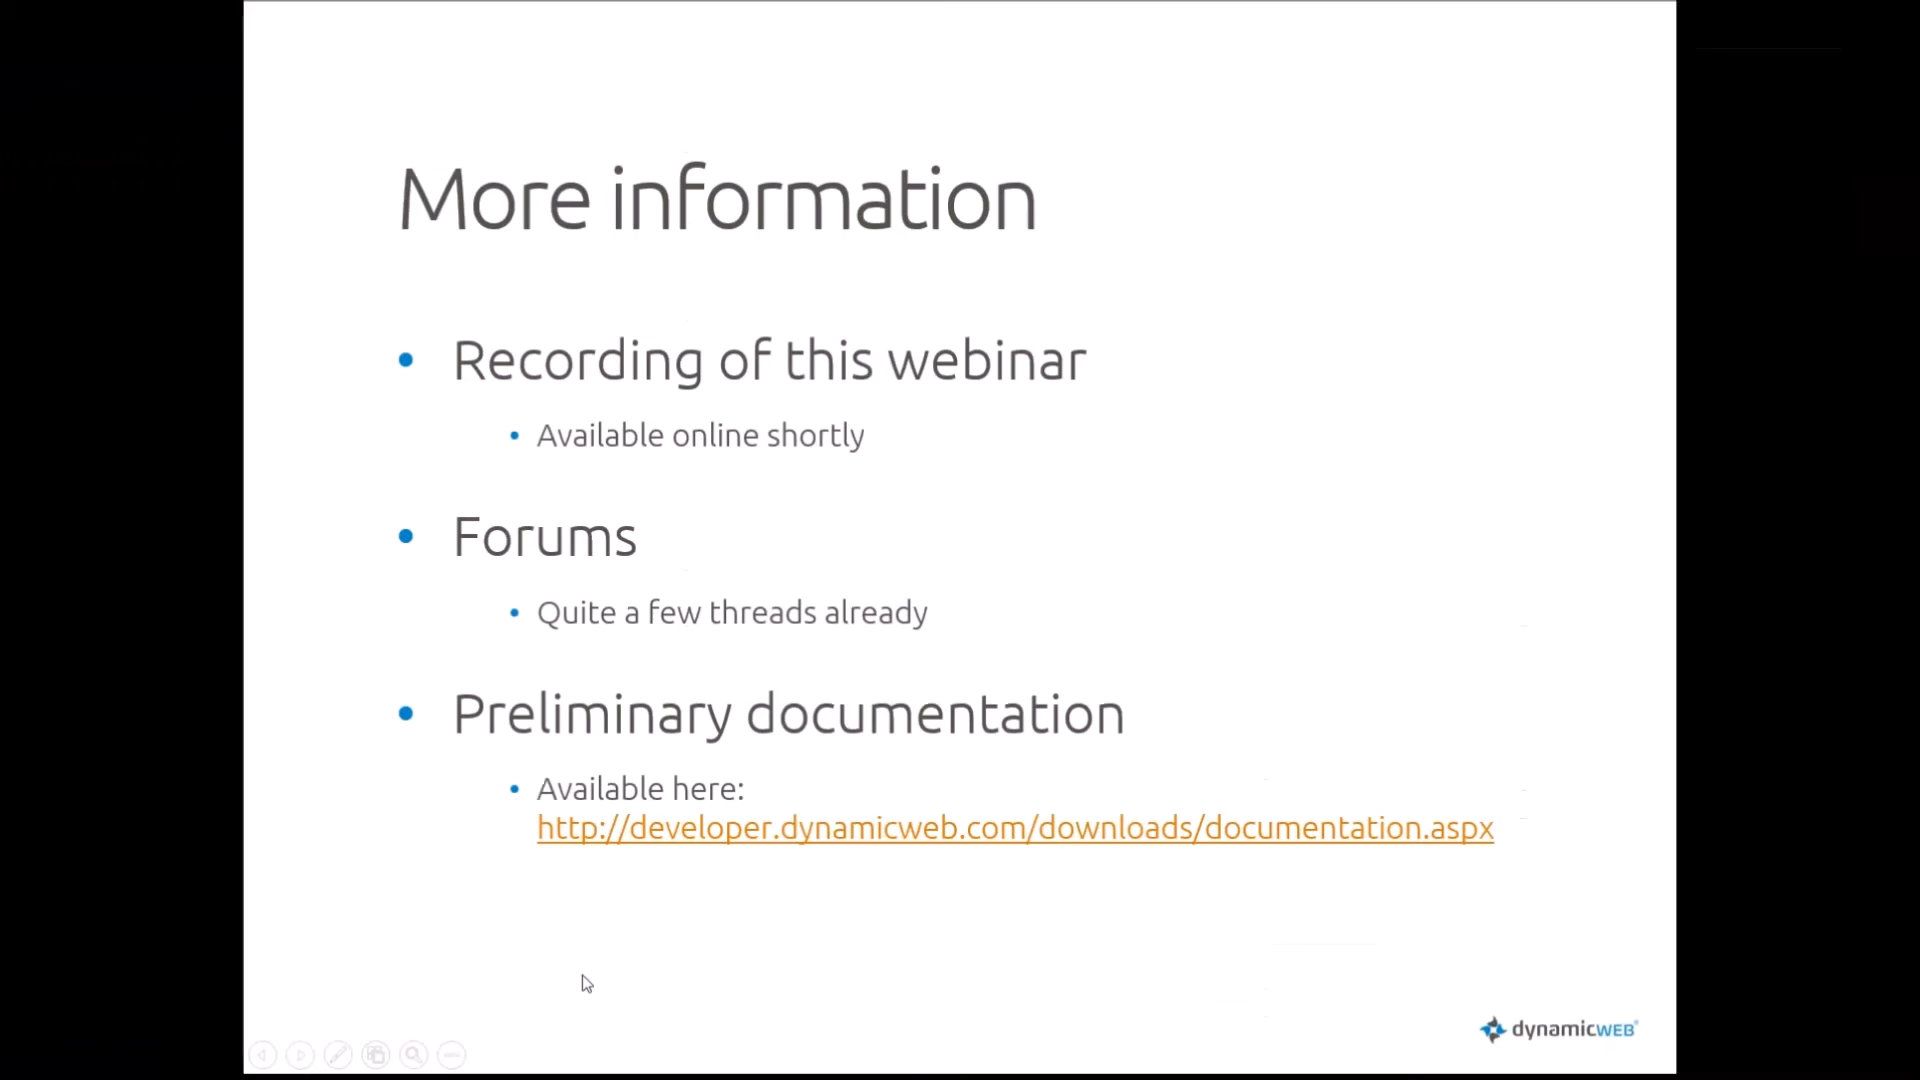 More information
• Recording of this webinar
• Available online shortly
• Forums
• Quite a few threads already
• Preliminary documentation
• Available here:
http://developer.dynamicweb.com/downloads/documentation.aspx
dynamicWEB®